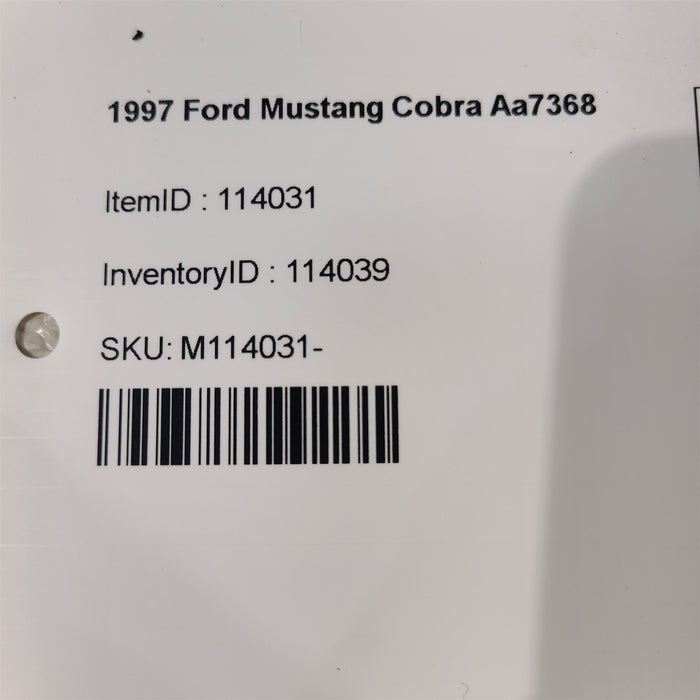 1997 Ford Mustang Cobra Aa7368
ItemID : 114031
InventoryID : 114039
SKU: M114031-